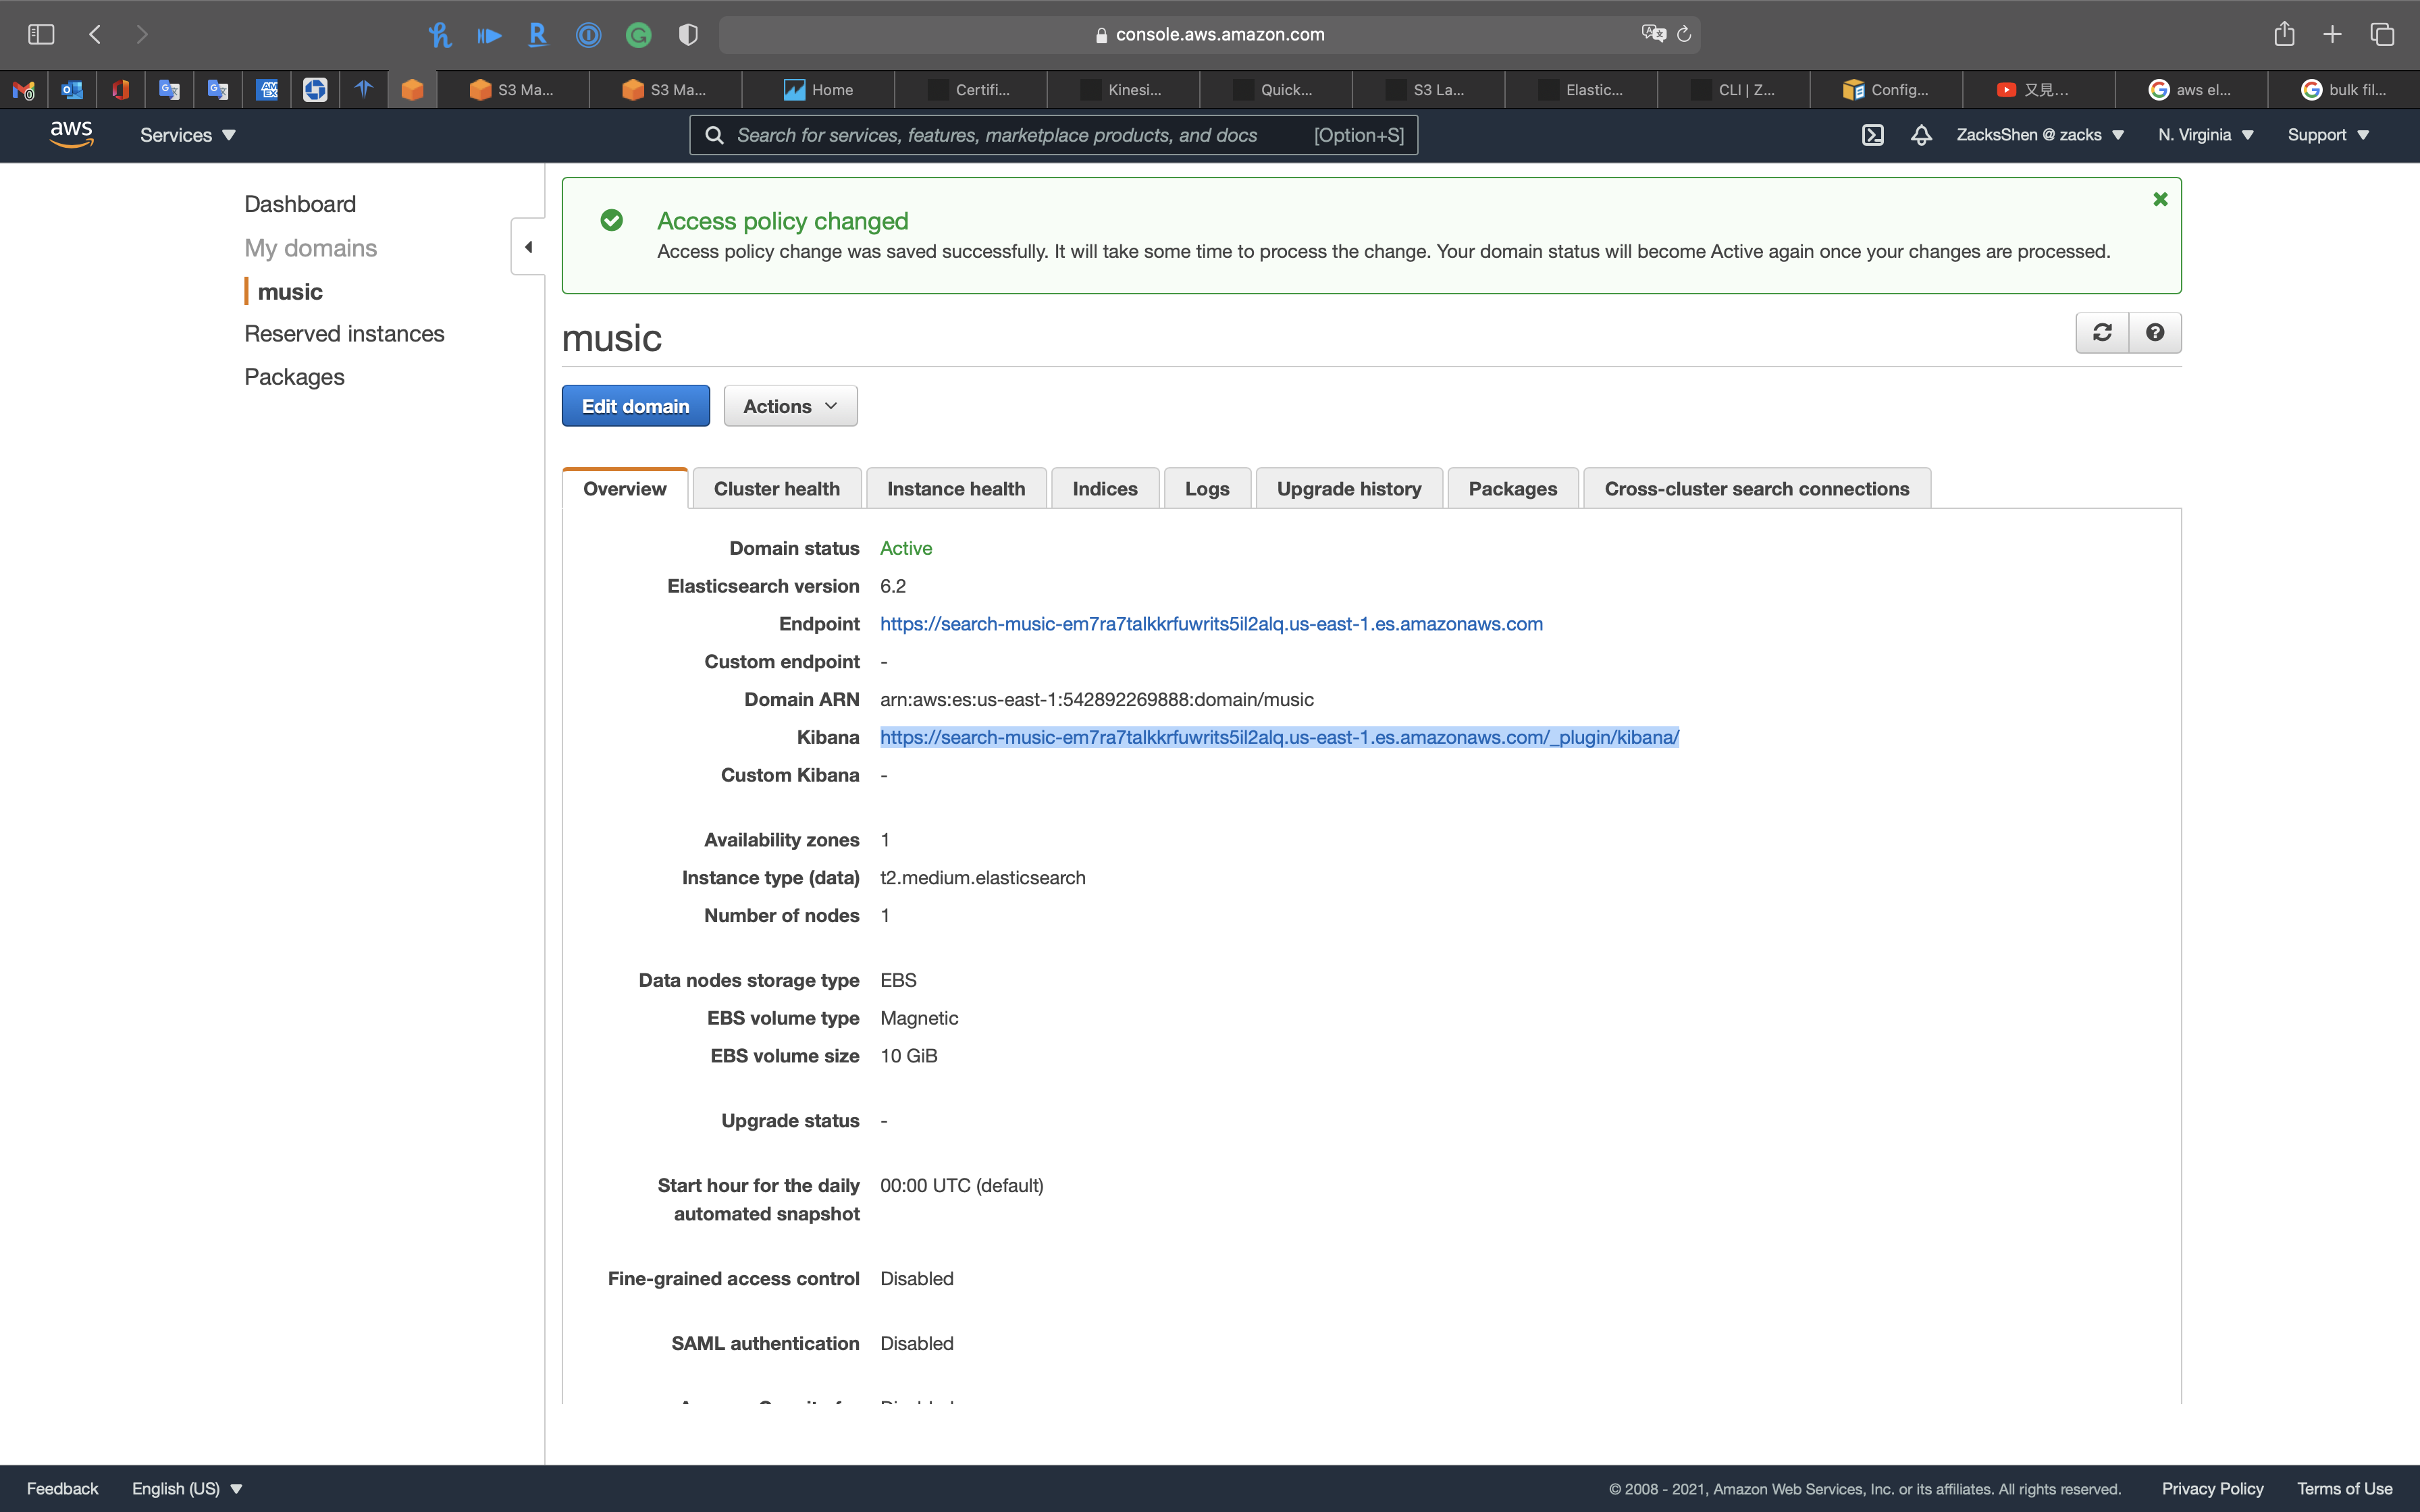 console.aws.amazon.com
S3 Ma...
S3 Ma...
Home
Certifi...
Kinesi...
Quick...
S3 La...
Elastic...
CLI | Z...
Config...
又見...
aws el...
bulk fil...
aws
Services
Search for services, features, marketplace products, and docs
[Option+S]
ZacksShen @ zacks
N. Virginia
Support
Dashboard
My domains
music
Reserved instances
Packages
Access policy changed
Access policy change was saved successfully. It will take some time to process the change. Your domain status will become Active again once your changes are processed.
music
Edit domain
Actions
Overview
Cluster health
Instance health
Indices
Logs
Upgrade history
Packages
Cross-cluster search connections
Domain status Active
Elasticsearch version 6.2
Endpoint https://search-music-em7ra7talkkrfuwrits5il2alq.us-east-1.es.amazonaws.com
Custom endpoint -
Domain ARN arn:aws:es:us-east-1:542892269888:domain/music
Kibana https://search-music-em7ra7talkkrfuwrits5il2alq.us-east-1.es.amazonaws.com/_plugin/kibana/
Custom Kibana -
Availability zones 1
Instance type (data) t2.medium.elasticsearch
Number of nodes 1
Data nodes storage type EBS
EBS volume type Magnetic
EBS volume size 10 GiB
Upgrade status -
Start hour for the daily 00:00 UTC (default)
automated snapshot
Fine-grained access control Disabled
SAML authentication Disabled
Feedback
English (US)
© 2008 - 2021, Amazon Web Services, Inc. or its affiliates. All rights reserved.
Privacy Policy
Terms of Use